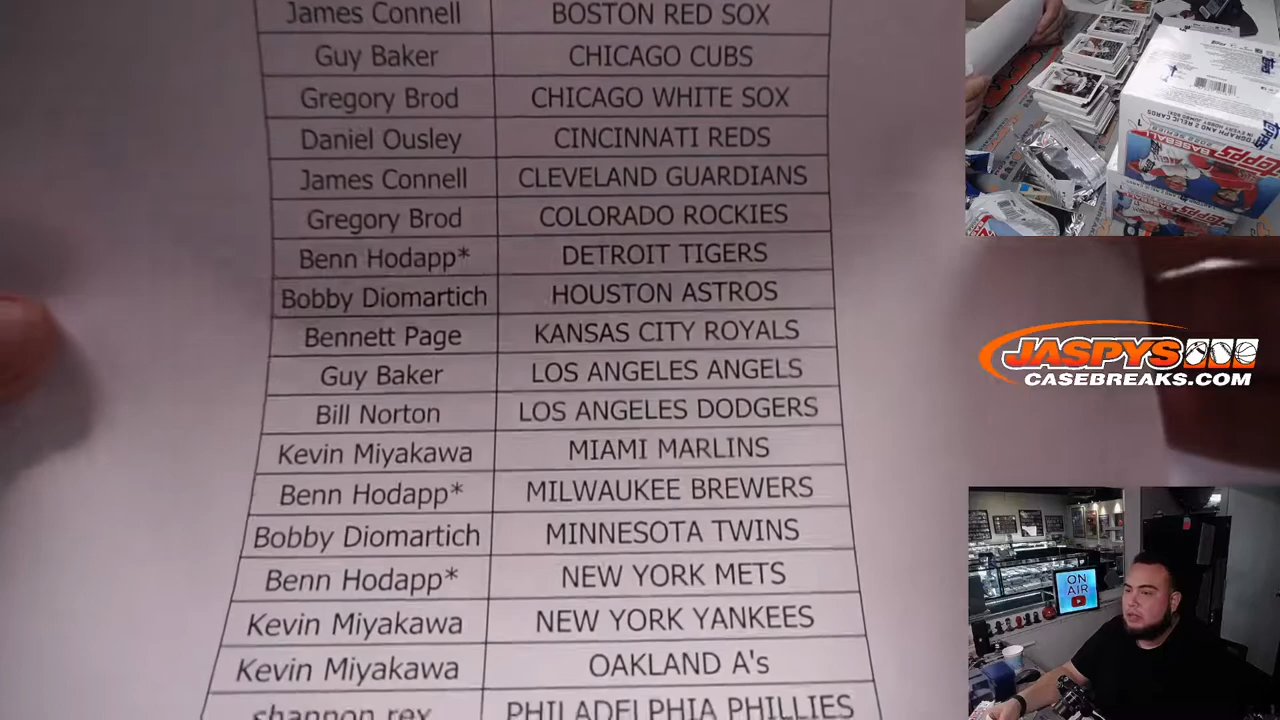 James Connell BOSTON RED SOX
Guy Baker CHICAGO CUBS
Gregory Brod CHICAGO WHITE SOX
Daniel Ousley CINCINNATI REDS
James Connell CLEVELAND GUARDIANS
Gregory Brod COLORADO ROCKIES
Benn Hodapp* DETROIT TIGERS
Bobby Diomartich HOUSTON ASTROS
Bennett Page KANSAS CITY ROYALS
Guy Baker LOS ANGELES ANGELS
Bill Norton LOS ANGELES DODGERS
Kevin Miyakawa MIAMI MARLINS
Benn Hodapp* MILWAUKEE BREWERS
Bobby Diomartich MINNESOTA TWINS
Benn Hodapp* NEW YORK METS
Kevin Miyakawa NEW YORK YANKEES
Kevin Miyakawa OAKLAND A's
shannon rey PHILADELPHIA PHILLIES
topps
BASEBALL
topps
JASPYS
CASEBREAKS.COM
ON
AIR